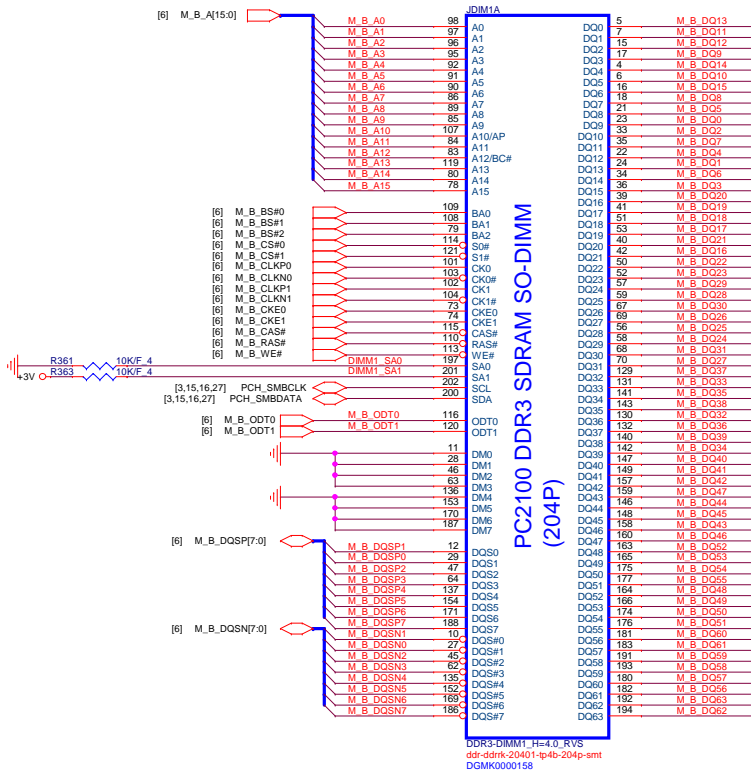 JDIM1A
[6] M_B_A[15:0]
M_B_A0 98 A0
M_B_A1 97 A1
M_B_A2 96 A2
M_B_A3 95 A3
M_B_A4 92 A4
M_B_A5 91 A5
M_B_A6 90 A6
M_B_A7 86 A7
M_B_A8 89 A8
M_B_A9 85 A9
M_B_A10 107 A10/AP
M_B_A11 84 A11
M_B_A12 83 A12/BC#
M_B_A13 119 A13
M_B_A14 80 A14
M_B_A15 78 A15
[6] M_B_BS#0 109 BA0
[6] M_B_BS#1 108 BA1
[6] M_B_BS#2 79 BA2
[6] M_B_CS#0 114 S0#
[6] M_B_CS#1 121 S1#
[6] M_B_CLKP0 101 CK0
[6] M_B_CLKN0 103 CK0#
[6] M_B_CLKP1 102 CK1
[6] M_B_CLKN1 104 CK1#
[6] M_B_CKE0 73 CKE0
[6] M_B_CKE1 74 CKE1
[6] M_B_CAS# 115 CAS#
[6] M_B_RAS# 110 RAS#
[6] M_B_WE# 113 WE#
R361 10K/F_4 DIMM1_SA0 197 SA0
+3V R363 10K/F_4 DIMM1_SA1 201 SA1
[3,15,16,27] PCH_SMBCLK 202 SCL
[3,15,16,27] PCH_SMBDATA 200 SDA
[6] M_B_ODT0 M_B_ODT0 116 ODT0
[6] M_B_ODT1 M_B_ODT1 120 ODT1
11 DM0
28 DM1
46 DM2
63 DM3
136 DM4
153 DM5
170 DM6
187 DM7
[6] M_B_DQSP[7:0]
M_B_DQSP1 12 DQS0
M_B_DQSP0 29 DQS1
M_B_DQSP2 47 DQS2
M_B_DQSP3 64 DQS3
M_B_DQSP4 137 DQS4
M_B_DQSP5 154 DQS5
M_B_DQSP6 171 DQS6
M_B_DQSP7 188 DQS7
[6] M_B_DQSN[7:0]
M_B_DQSN1 10 DQS#0
M_B_DQSN0 27 DQS#1
M_B_DQSN2 45 DQS#2
M_B_DQSN3 62 DQS#3
M_B_DQSN4 135 DQS#4
M_B_DQSN5 152 DQS#5
M_B_DQSN6 169 DQS#6
M_B_DQSN7 186 DQS#7
PC2100 DDR3 SDRAM SO-DIMM
(204P)
DQ0 5 M_B_DQ13
DQ1 7 M_B_DQ11
DQ2 15 M_B_DQ12
DQ3 17 M_B_DQ9
DQ4 4 M_B_DQ14
DQ5 6 M_B_DQ10
DQ6 16 M_B_DQ15
DQ7 18 M_B_DQ8
DQ8 21 M_B_DQ5
DQ9 23 M_B_DQ0
DQ10 33 M_B_DQ2
DQ11 35 M_B_DQ7
DQ12 22 M_B_DQ4
DQ13 24 M_B_DQ1
DQ14 34 M_B_DQ6
DQ15 36 M_B_DQ3
DQ16 39 M_B_DQ20
DQ17 41 M_B_DQ19
DQ18 51 M_B_DQ18
DQ19 53 M_B_DQ17
DQ20 40 M_B_DQ21
DQ21 42 M_B_DQ16
DQ22 50 M_B_DQ22
DQ23 52 M_B_DQ23
DQ24 57 M_B_DQ29
DQ25 59 M_B_DQ28
DQ26 67 M_B_DQ30
DQ27 69 M_B_DQ26
DQ28 56 M_B_DQ25
DQ29 58 M_B_DQ24
DQ30 68 M_B_DQ31
DQ31 70 M_B_DQ27
DQ32 129 M_B_DQ37
DQ33 131 M_B_DQ33
DQ34 141 M_B_DQ35
DQ35 143 M_B_DQ38
DQ36 130 M_B_DQ32
DQ37 132 M_B_DQ36
DQ38 140 M_B_DQ39
DQ39 142 M_B_DQ34
DQ40 147 M_B_DQ40
DQ41 149 M_B_DQ41
DQ42 157 M_B_DQ42
DQ43 159 M_B_DQ47
DQ44 146 M_B_DQ44
DQ45 148 M_B_DQ45
DQ46 158 M_B_DQ43
DQ47 160 M_B_DQ46
DQ48 163 M_B_DQ52
DQ49 165 M_B_DQ53
DQ50 175 M_B_DQ54
DQ51 177 M_B_DQ55
DQ52 164 M_B_DQ48
DQ53 166 M_B_DQ49
DQ54 174 M_B_DQ50
DQ55 176 M_B_DQ51
DQ56 181 M_B_DQ60
DQ57 183 M_B_DQ61
DQ58 191 M_B_DQ59
DQ59 193 M_B_DQ58
DQ60 180 M_B_DQ57
DQ61 182 M_B_DQ56
DQ62 192 M_B_DQ63
DQ63 194 M_B_DQ62
DDR3-DIMM1_H=4.0_RVS
ddr-ddrrk-20401-tp4b-204p-smt
DGMK0000158